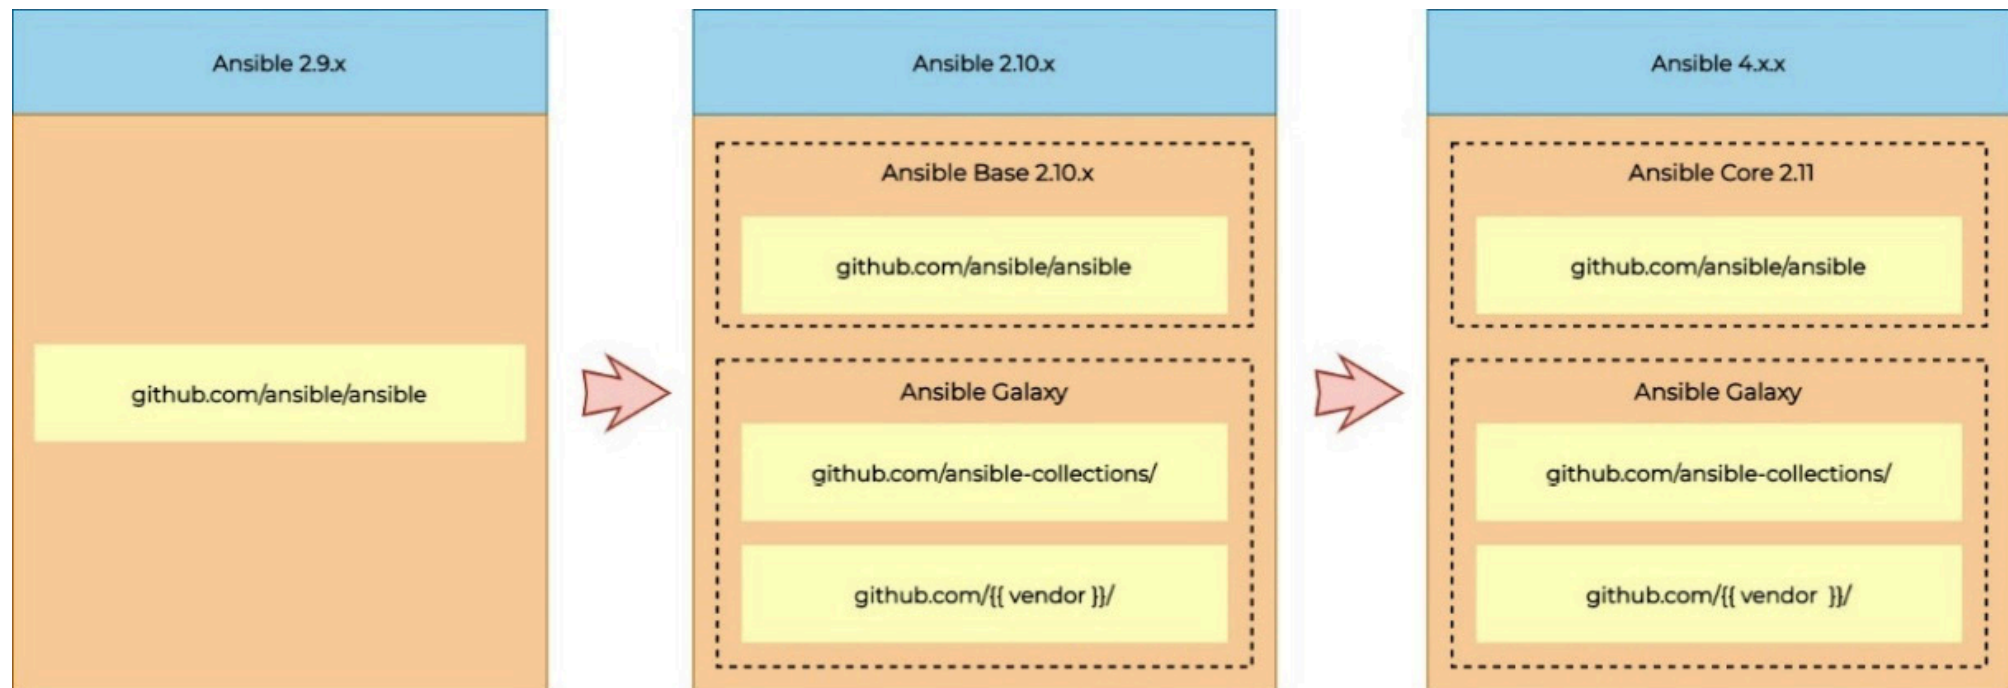 Ansible 2.9.x
github.com/ansible/ansible
Ansible 2.10.x
Ansible Base 2.10.x
github.com/ansible/ansible
Ansible Galaxy
github.com/ansible-collections/
github.com/{{ vendor }}/
Ansible 4.x.x
Ansible Core 2.11
github.com/ansible/ansible
Ansible Galaxy
github.com/ansible-collections/
github.com/{{ vendor  }}/